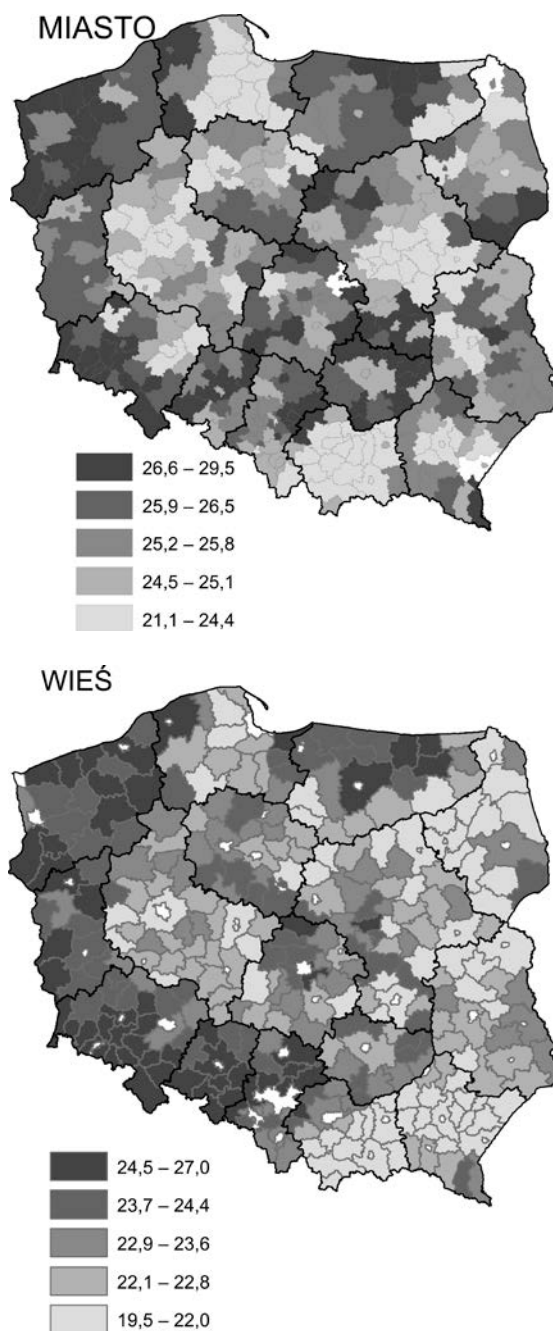 MIASTO
26,6 – 29,5
25,9 – 26,5
25,2 – 25,8
24,5 – 25,1
21,1 – 24,4
WIEŚ
24,5 – 27,0
23,7 – 24,4
22,9 – 23,6
22,1 – 22,8
19,5 – 22,0